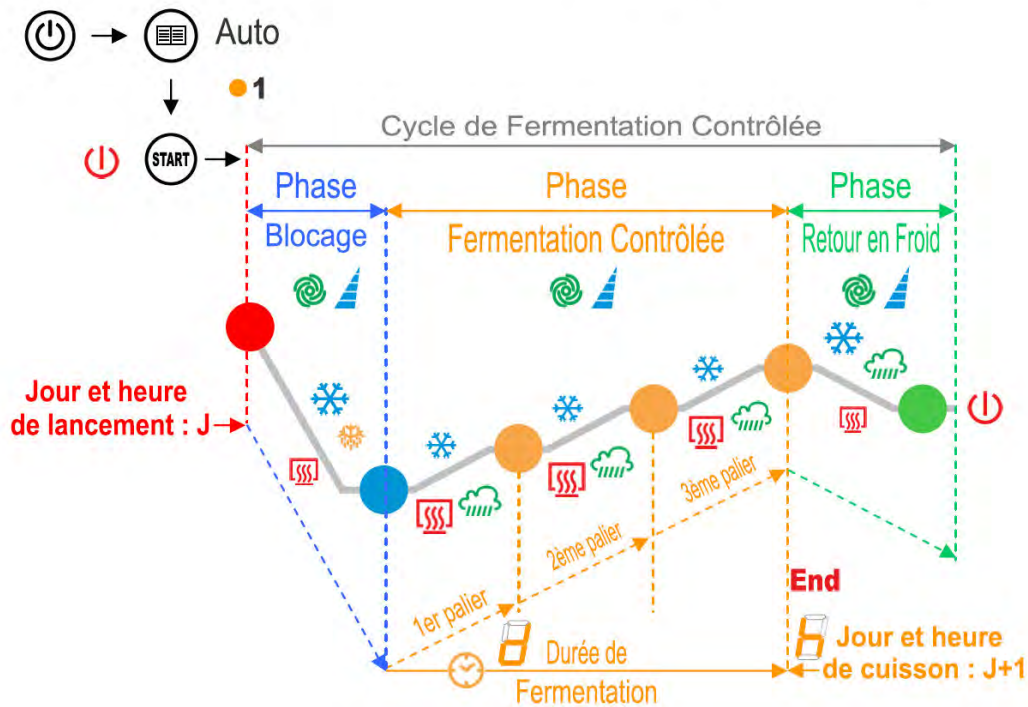 Auto
1
START
Cycle de Fermentation Contrôlée
Phase
Blocage
Phase
Fermentation Contrôlée
Phase
Retour en Froid
Jour et heure
de lancement : J
1er palier
2ème palier
3ème palier
End
d
Durée de
Fermentation
h
Jour et heure
de cuisson : J+1